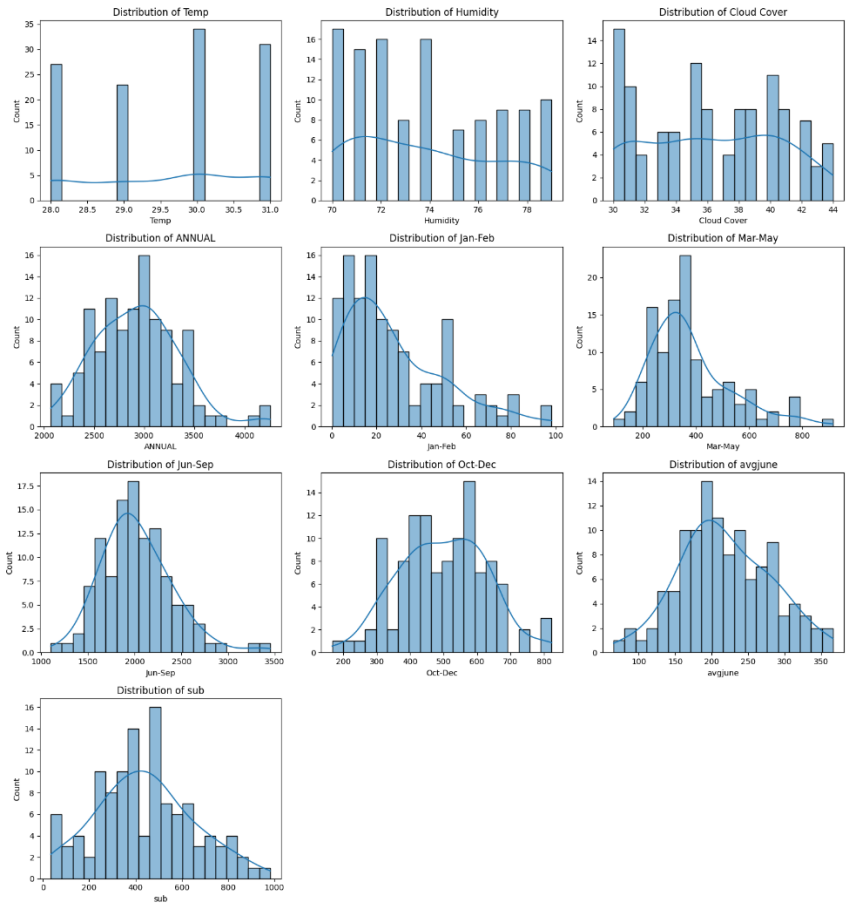 Distribution of Temp
Count
35
30
25
20
15
10
5
0
28.0 28.5 29.0 29.5 30.0 30.5 31.0
Temp
Distribution of Humidity
Count
16
14
12
10
8
6
4
2
0
70 72 74 76 78
Humidity
Distribution of Cloud Cover
Count
14
12
10
8
6
4
2
0
30 32 34 36 38 40 42 44
Cloud Cover
Distribution of ANNUAL
Count
16
14
12
10
8
6
4
2
0
2000 2500 3000 3500 4000
ANNUAL
Distribution of Jan-Feb
Count
16
14
12
10
8
6
4
2
0
0 20 40 60 80 100
Jan-Feb
Distribution of Mar-May
Count
20
15
10
5
0
200 400 600 800
Mar-May
Distribution of Jun-Sep
Count
17.5
15.0
12.5
10.0
7.5
5.0
2.5
0.0
1000 1500 2000 2500 3000 3500
Jun-Sep
Distribution of Oct-Dec
Count
14
12
10
8
6
4
2
0
200 300 400 500 600 700 800
Oct-Dec
Distribution of avgjune
Count
14
12
10
8
6
4
2
0
100 150 200 250 300 350
avgjune
Distribution of sub
Count
16
14
12
10
8
6
4
2
0
0 200 400 600 800 1000
sub